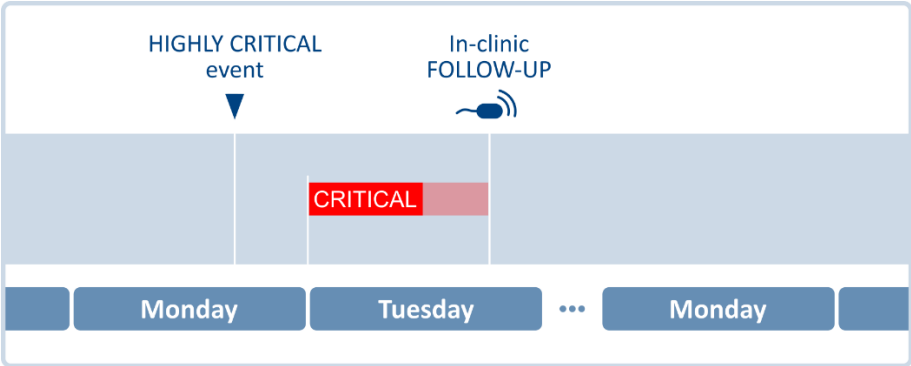 HIGHLY CRITICAL
event
In-clinic
FOLLOW-UP
CRITICAL
Monday
Tuesday
•••
Monday